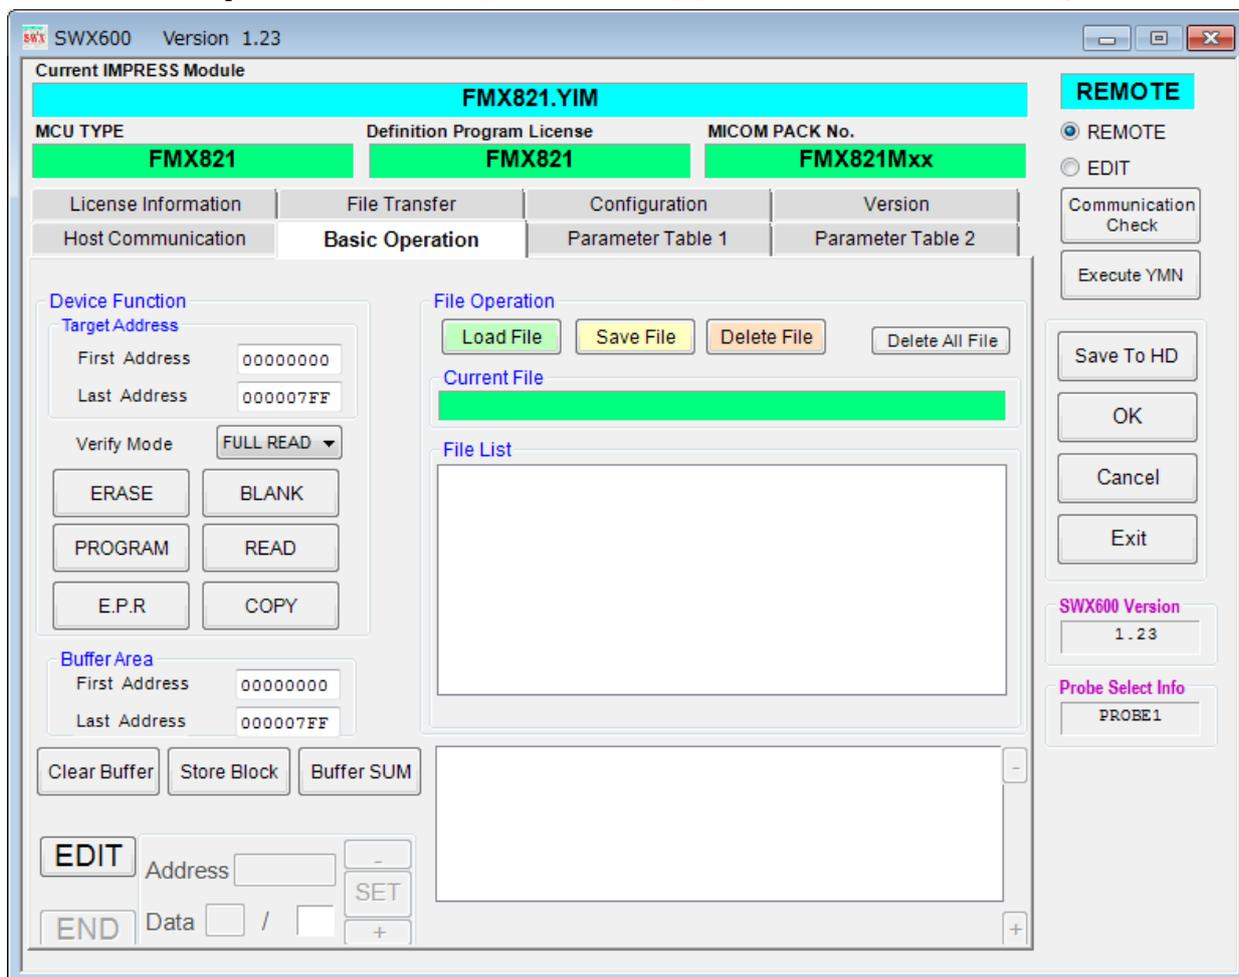 SWX600 Version 1.23
Current IMPRESS Module
FMX821.YIM
MCU TYPE
Definition Program License
MICOM PACK No.
FMX821
FMX821
FMX821Mxx
License Information
File Transfer
Configuration
Version
Host Communication
Basic Operation
Parameter Table 1
Parameter Table 2
Device Function
Target Address
First Address
00000000
Last Address
000007FF
Verify Mode
FULL READ
ERASE
BLANK
PROGRAM
READ
E.P.R
COPY
Buffer Area
First Address
00000000
Last Address
000007FF
Clear Buffer
Store Block
Buffer SUM
EDIT
Address
-
SET
END
Data
/
+
File Operation
Load File
Save File
Delete File
Delete All File
Current File
File List
-
+
REMOTE
REMOTE
EDIT
Communication
Check
Execute YMN
Save To HD
OK
Cancel
Exit
SWX600 Version
1.23
Probe Select Info
PROBE1